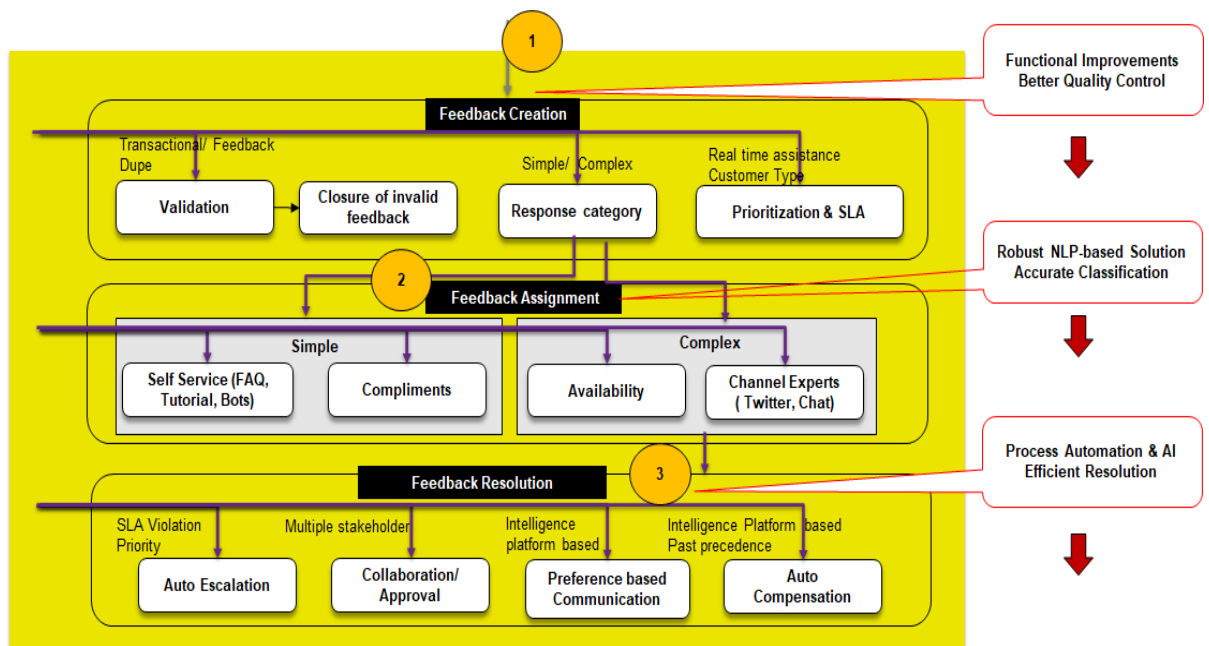 1
Functional Improvements
Better Quality Control
Feedback Creation
Transactional/ Feedback
Dupe
Simple/ Complex
Real time assistance
Customer Type
Validation
Closure of invalid
feedback
Response category
Prioritization & SLA
2
Robust NLP-based Solution
Accurate Classification
Feedback Assignment
Simple
Complex
Self Service (FAQ,
Tutorial, Bots)
Compliments
Availability
Channel Experts
( Twitter, Chat)
3
Process Automation & AI
Efficient Resolution
Feedback Resolution
SLA Violation
Priority
Multiple stakeholder
Intelligence
platform based
Intelligence Platform based
Past precedence
Auto Escalation
Collaboration/
Approval
Preference based
Communication
Auto
Compensation